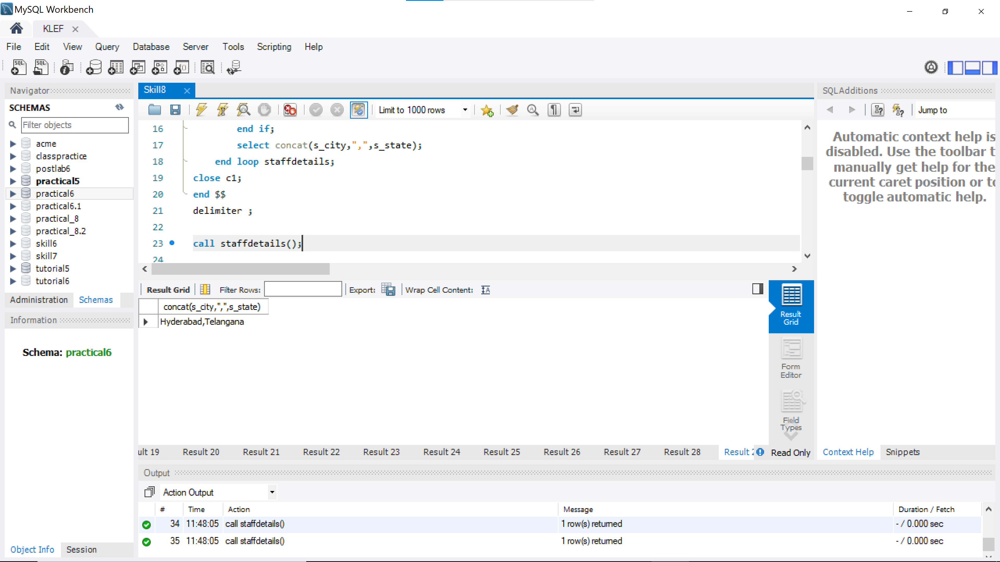 MySQL Workbench
KLEF
File Edit View Query Database Server Tools Scripting Help
Navigator
SCHEMAS
Filter objects
acme
classpractice
postlab6
practical5
practical6
practical6.1
practical_8
practical_8.2
skill6
skill7
tutorial5
tutorial6
Administration Schemas
Information
Schema: practical6
Object Info Session
Skill8
Limit to 1000 rows
16 end if;
17 select concat(s_city,",",s_state);
18 end loop staffdetails;
19 close c1;
20 end $$
21 delimiter ;
22
23 call staffdetails();
24
Result Grid Filter Rows: Export: Wrap Cell Content:
concat(s_city,",",s_state)
Hyderabad,Telangana
Result
Grid
Form
Editor
Field
Types
ult 19 Result 20 Result 21 Result 22 Result 23 Result 24 Result 25 Result 26 Result 27 Result 28 Result 2 Read Only
SQLAdditions
Jump to
Automatic context help is
disabled. Use the toolbar t
manually get help for the
current caret position or to
toggle automatic help.
Context Help Snippets
Output
Action Output
# Time Action Message Duration / Fetch
34 11:48:05 call staffdetails() 1 row(s) returned - / 0.000 sec
35 11:48:05 call staffdetails() 1 row(s) returned - / 0.000 sec